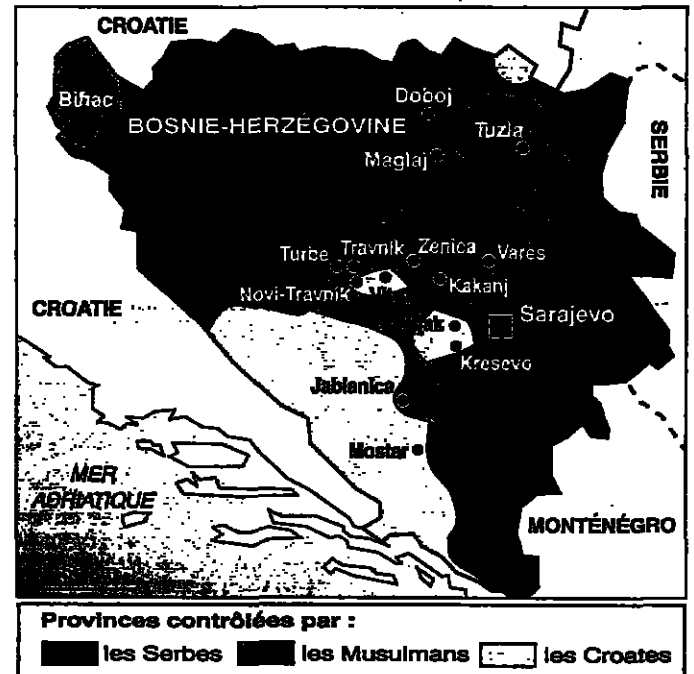 CROATIE
Bihac
Doboj
BOSNIE-HERZÉGOVINE
Tuzla
Maglaj
SERBIE
Turbe
Travnik
Zenica
Vares
Novi-Travnik
Kakanj
CROATIE
Sarajevo
Kresevo
Jablanica
Mostar
MER
ADRIATIQUE
MONTÉNÉGRO
Provinces contrôlées par :
les Serbes les Musulmans les Croates